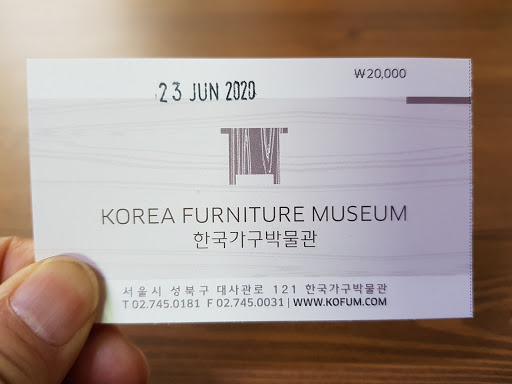 ₩20,000
23 JUN 2020
KOREA FURNITURE MUSEUM
한국가구박물관
서울시 성북구 대사관로 121 한국가구박물관
T 02.745.0181 F 02.745.0031 | WWW.KOFUM.COM